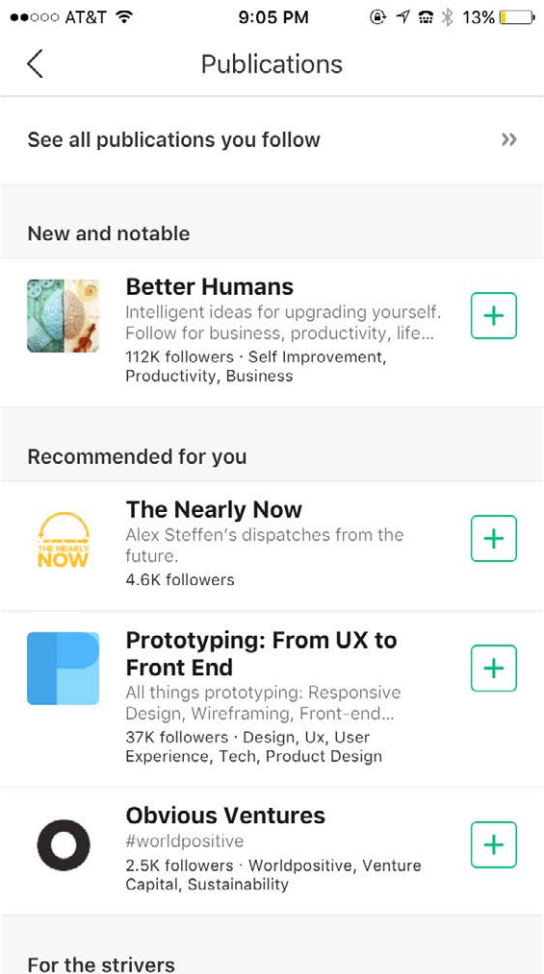 AT&T 9:05 PM 13%
Publications
See all publications you follow
New and notable
Better Humans
Intelligent ideas for upgrading yourself.
Follow for business, productivity, life...
112K followers · Self Improvement,
Productivity, Business
Recommended for you
THE NEARLY
NOW
The Nearly Now
Alex Steffen's dispatches from the
future.
4.6K followers
Prototyping: From UX to
Front End
All things prototyping: Responsive
Design, Wireframing, Front-end...
37K followers · Design, Ux, User
Experience, Tech, Product Design
Obvious Ventures
#worldpositive
2.5K followers · Worldpositive, Venture
Capital, Sustainability
For the strivers